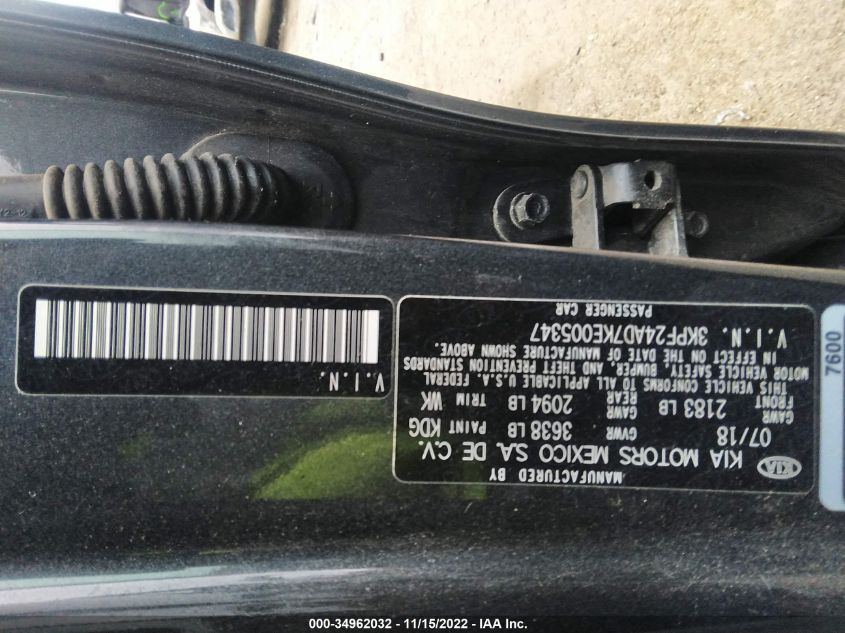 MANUFACTURED BY
KIA KIA MOTORS MEXICO S.A. DE C.V.
07/18 GVWR 3638 LB PAINT KDG
GAWR FRONT 2183 LB GAWR REAR 2094 LB TRIM WK
THIS VEHICLE CONFORMS TO ALL APPLICABLE U.S.A. FEDERAL
MOTOR VEHICLE SAFETY, BUMPER, AND THEFT PREVENTION STANDARDS
IN EFFECT ON THE DATE OF MANUFACTURE SHOWN ABOVE.
V.I.N. 3KPF24AD7KE005347
PASSENGER CAR
V.I.N.
7600
000-34962032 - 11/15/2022 - IAA Inc.